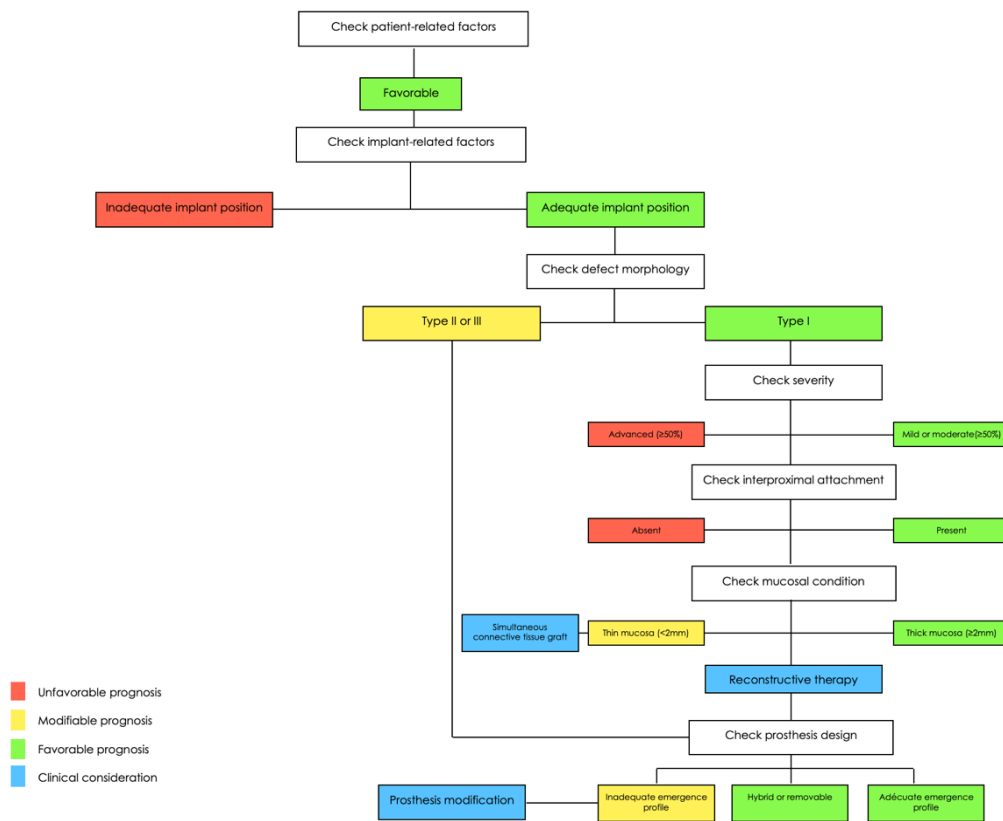 Check patient-related factors
Favorable
Check implant-related factors
Inadequate implant position
Adequate implant position
Check defect morphology
Type II or III
Type I
Check severity
Advanced (≥50%)
Mild or moderate(≥50%)
Check interproximal attachment
Absent
Present
Check mucosal condition
Simultaneous
connective tissue graft
Thin mucosa (<2mm)
Thick mucosa (≥2mm)
Reconstructive therapy
Check prosthesis design
Prosthesis modification
Inadequate emergence
profile
Hybrid or removable
Adécuate emergence
profile
Unfavorable prognosis
Modifiable prognosis
Favorable prognosis
Clinical consideration